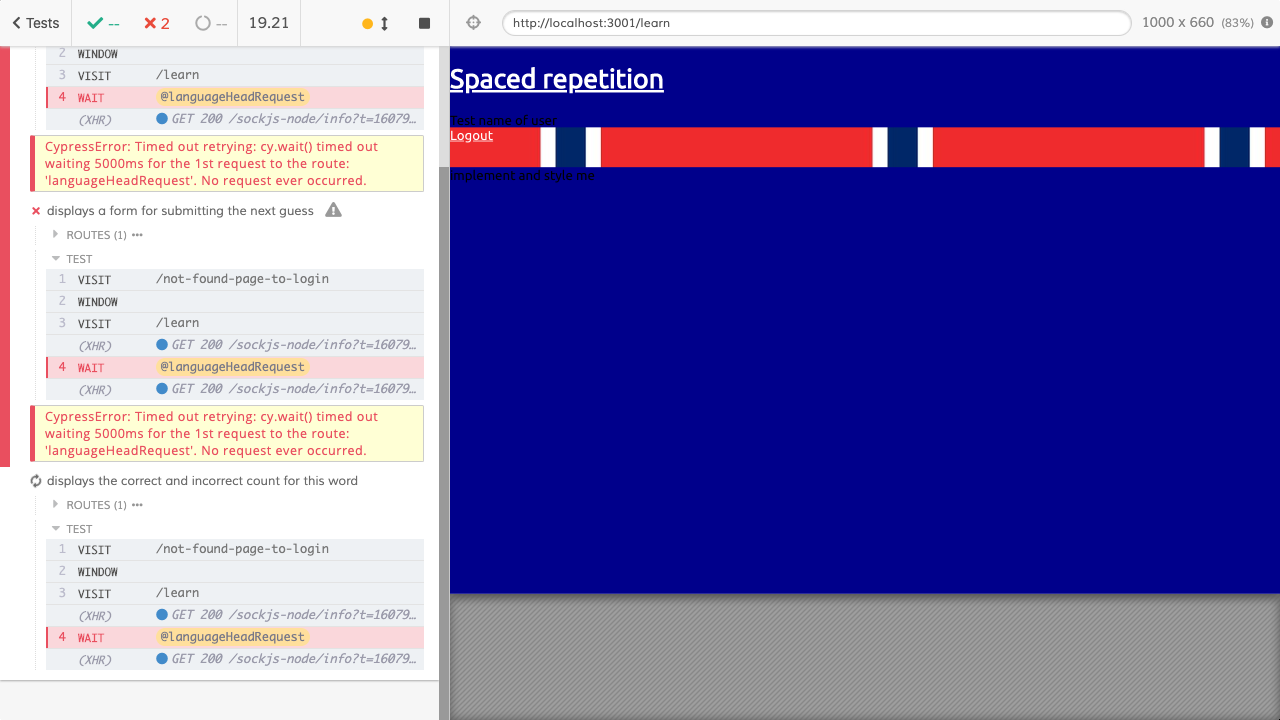 Tests -- 2 -- 19.21 http://localhost:3001/learn 1000 x 660 (83%)
2 WINDOW
3 VISIT /learn
4 WAIT @languageHeadRequest
(XHR) GET 200 /sockjs-node/info?t=16079…
CypressError: Timed out retrying: cy.wait() timed out
waiting 5000ms for the 1st request to the route:
'languageHeadRequest'. No request ever occurred.
displays a form for submitting the next guess
ROUTES (1) •••
TEST
1 VISIT /not-found-page-to-login
2 WINDOW
3 VISIT /learn
(XHR) GET 200 /sockjs-node/info?t=16079…
4 WAIT @languageHeadRequest
(XHR) GET 200 /sockjs-node/info?t=16079…
CypressError: Timed out retrying: cy.wait() timed out
waiting 5000ms for the 1st request to the route:
'languageHeadRequest'. No request ever occurred.
displays the correct and incorrect count for this word
ROUTES (1) •••
TEST
1 VISIT /not-found-page-to-login
2 WINDOW
3 VISIT /learn
(XHR) GET 200 /sockjs-node/info?t=16079…
4 WAIT @languageHeadRequest
(XHR) GET 200 /sockjs-node/info?t=16079…
Spaced repetition
Test name of user
Logout
implement and style me